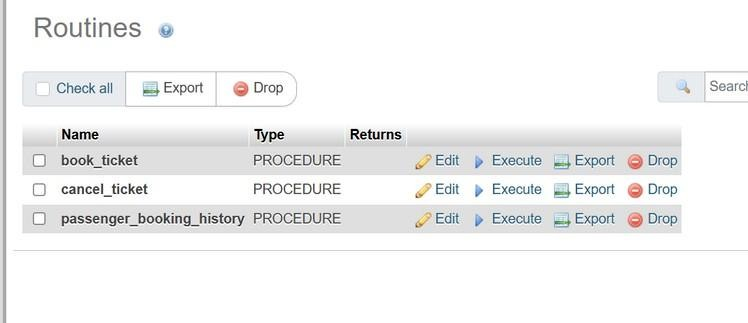 Routines
Check all Export Drop Search
Name Type Returns
book_ticket PROCEDURE Edit Execute Export Drop
cancel_ticket PROCEDURE Edit Execute Export Drop
passenger_booking_history PROCEDURE Edit Execute Export Drop